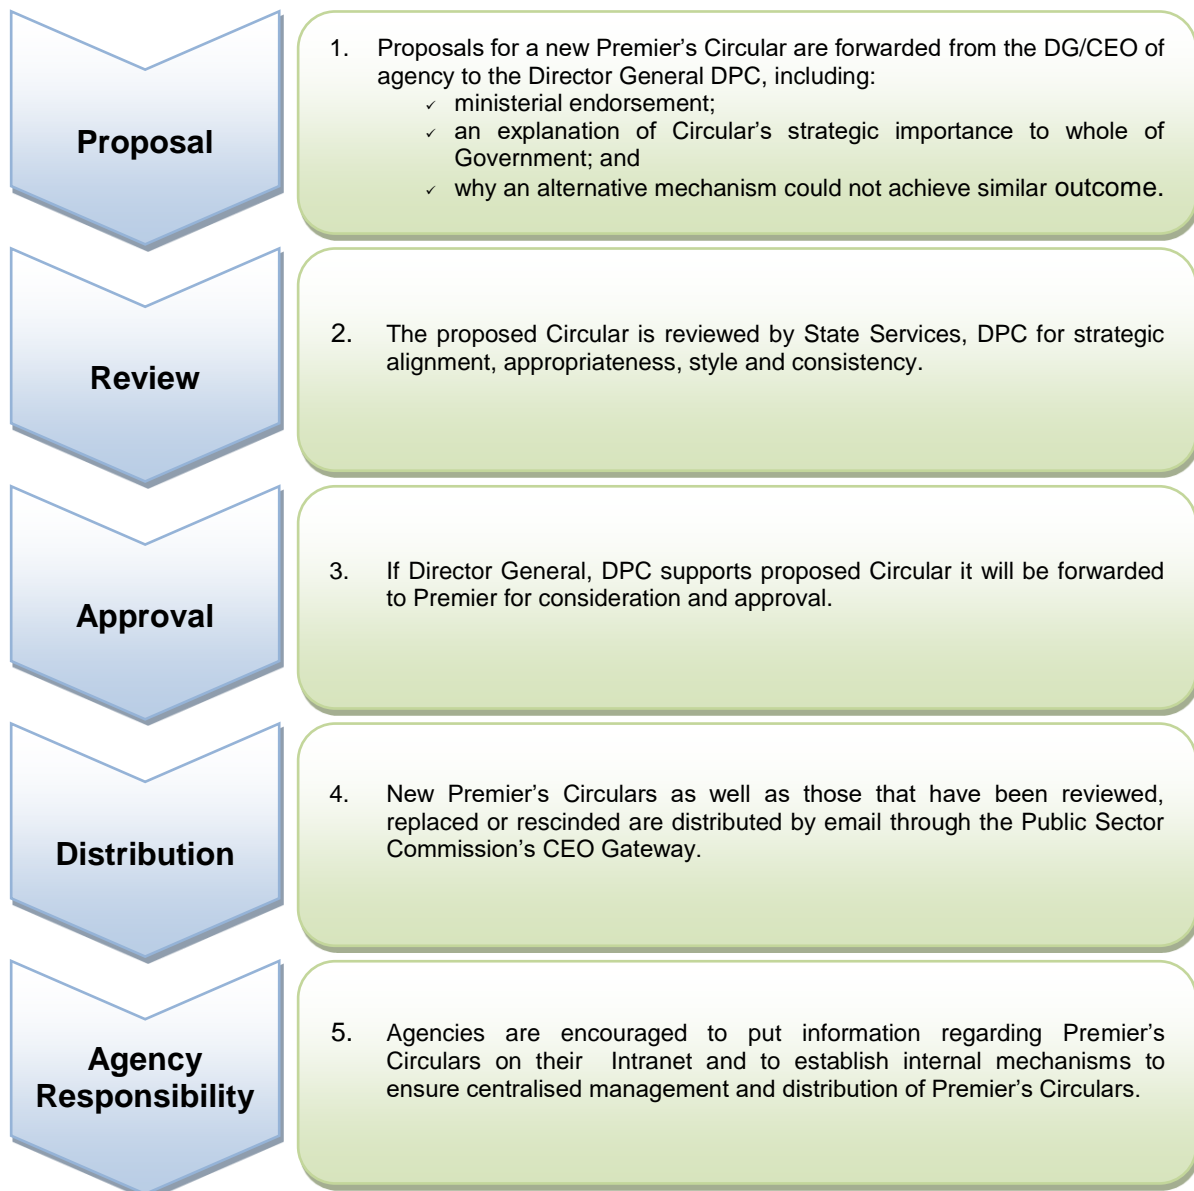 Proposal
1. Proposals for a new Premier’s Circular are forwarded from the DG/CEO of
agency to the Director General DPC, including:
✓ ministerial endorsement;
✓ an explanation of Circular’s strategic importance to whole of
Government; and
✓ why an alternative mechanism could not achieve similar outcome.
Review
2. The proposed Circular is reviewed by State Services, DPC for strategic
alignment, appropriateness, style and consistency.
Approval
3. If Director General, DPC supports proposed Circular it will be forwarded
to Premier for consideration and approval.
Distribution
4. New Premier’s Circulars as well as those that have been reviewed,
replaced or rescinded are distributed by email through the Public Sector
Commission’s CEO Gateway.
Agency
Responsibility
5. Agencies are encouraged to put information regarding Premier’s
Circulars on their Intranet and to establish internal mechanisms to
ensure centralised management and distribution of Premier’s Circulars.